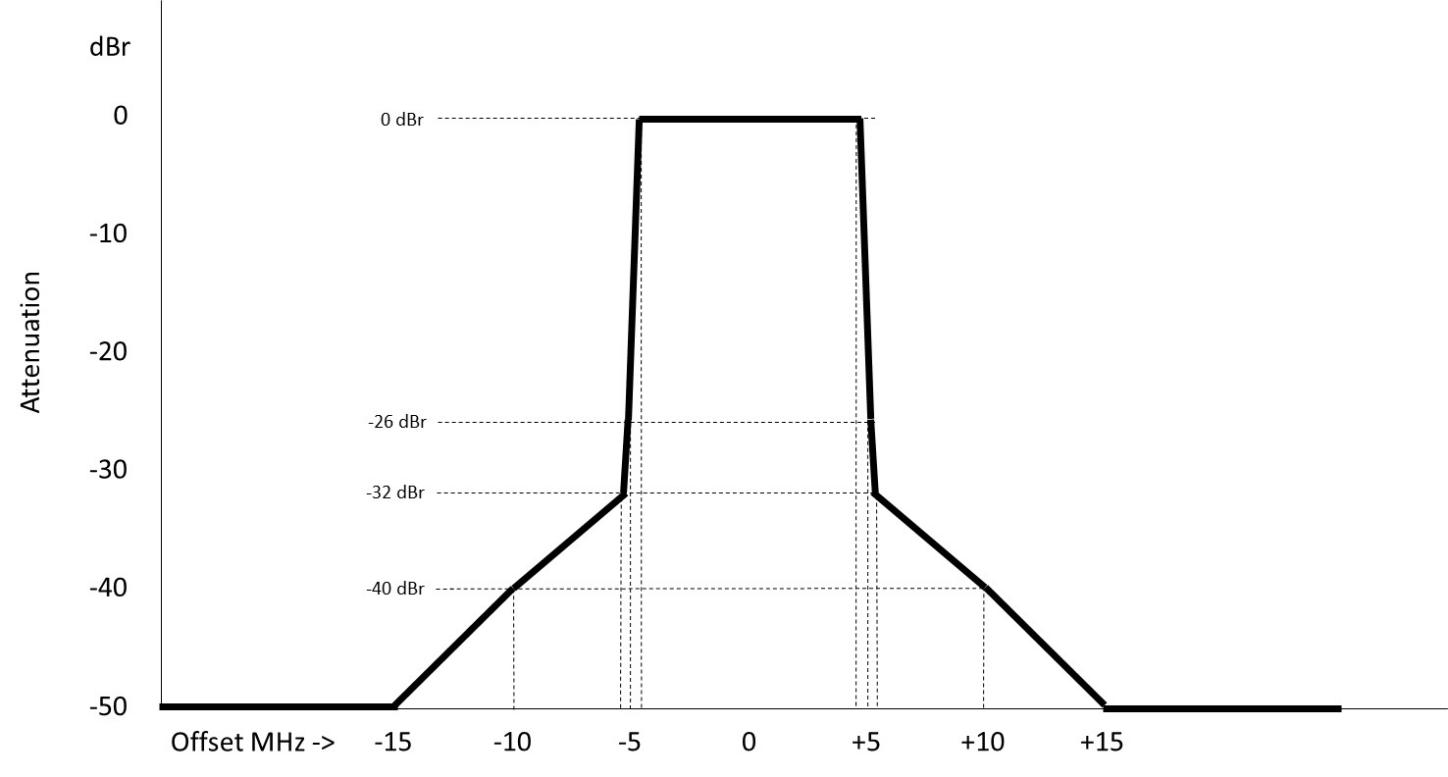 dBr
0
0 dBr
-10
Attenuation
-20
-26 dBr
-30
-32 dBr
-40
-40 dBr
-50
Offset MHz -> -15 -10 -5 0 +5 +10 +15